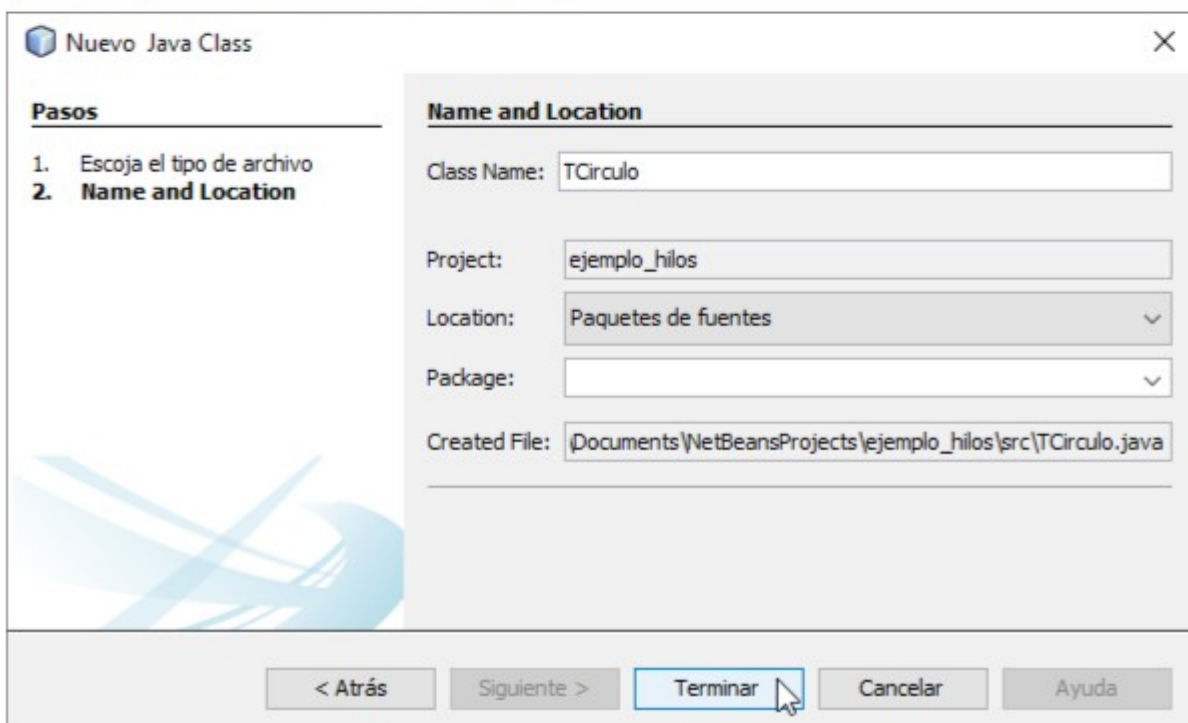 Nuevo Java Class
Pasos
1. Escoja el tipo de archivo
2. Name and Location
Name and Location
Class Name: TCirculo
Project: ejemplo_hilos
Location: Paquetes de fuentes
Package:
Created File: \Documents\NetBeansProjects\ejemplo_hilos\src\TCirculo.java
< Atrás Siguiente > Terminar Cancelar Ayuda